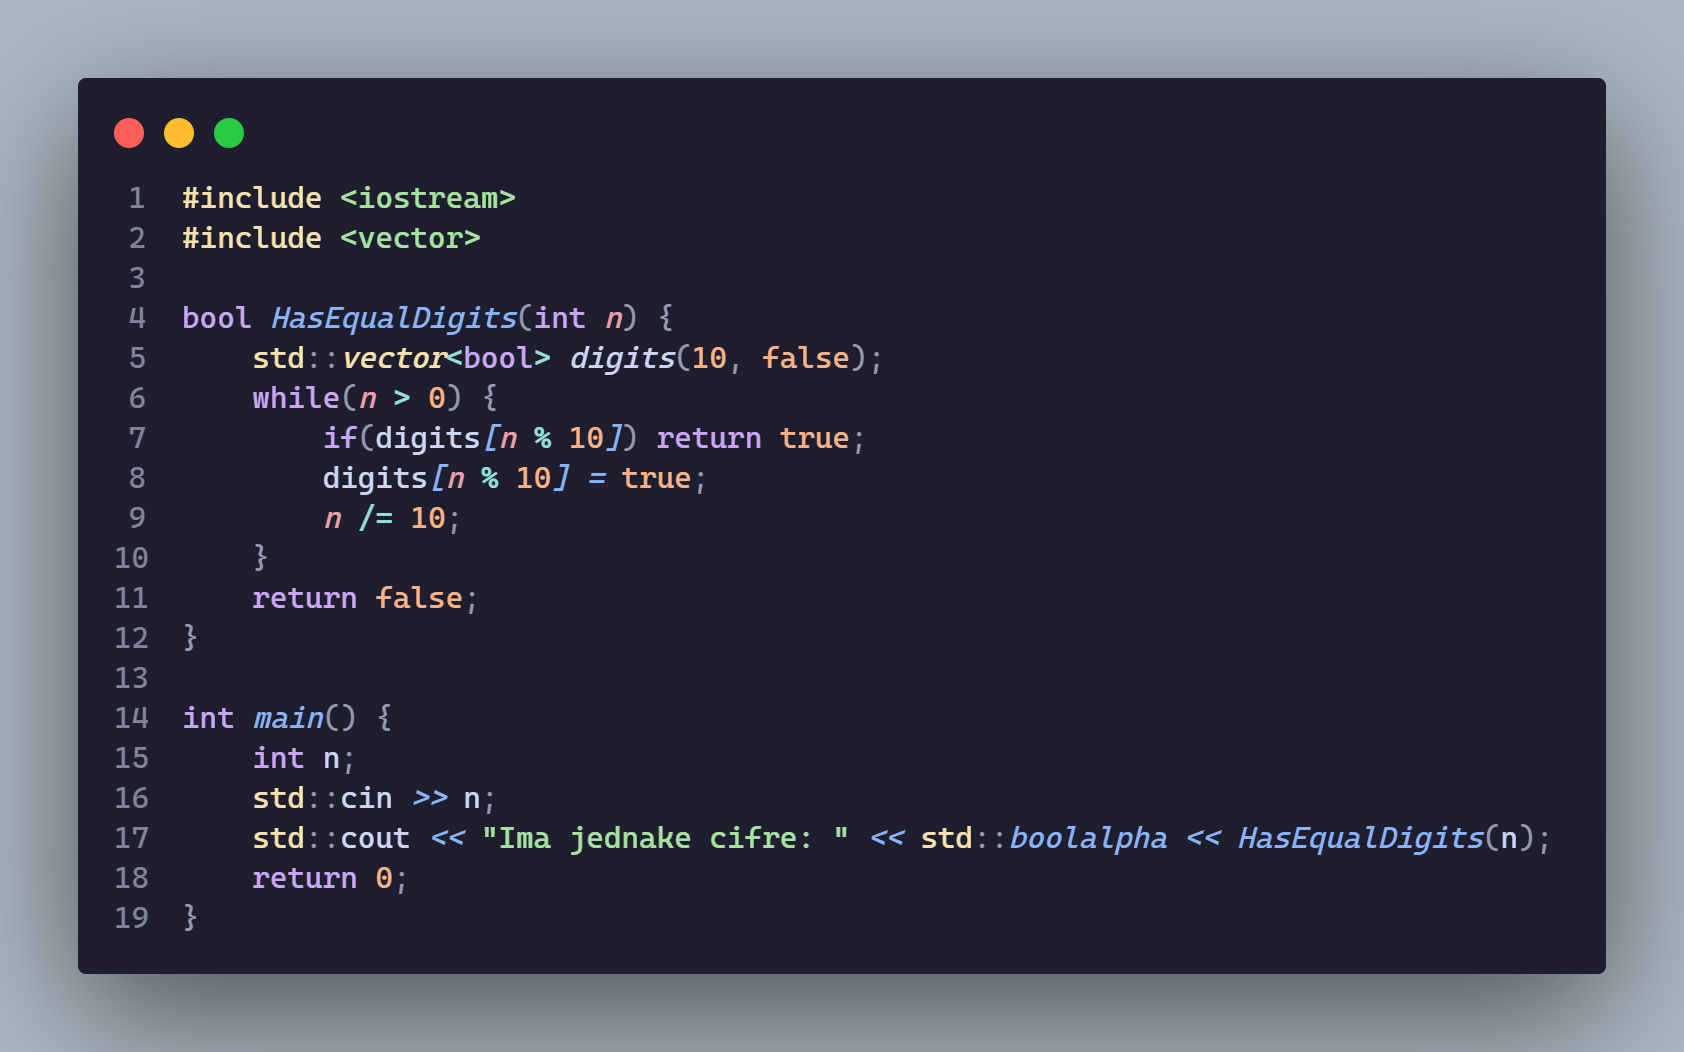 1 #include <iostream>
2 #include <vector>
3
4 bool HasEqualDigits(int n) {
5     std::vector<bool> digits(10, false);
6     while(n > 0) {
7         if(digits[n % 10]) return true;
8         digits[n % 10] = true;
9         n /= 10;
10     }
11     return false;
12 }
13
14 int main() {
15     int n;
16     std::cin >> n;
17     std::cout << "Ima jednake cifre: " << std::boolalpha << HasEqualDigits(n);
18     return 0;
19 }